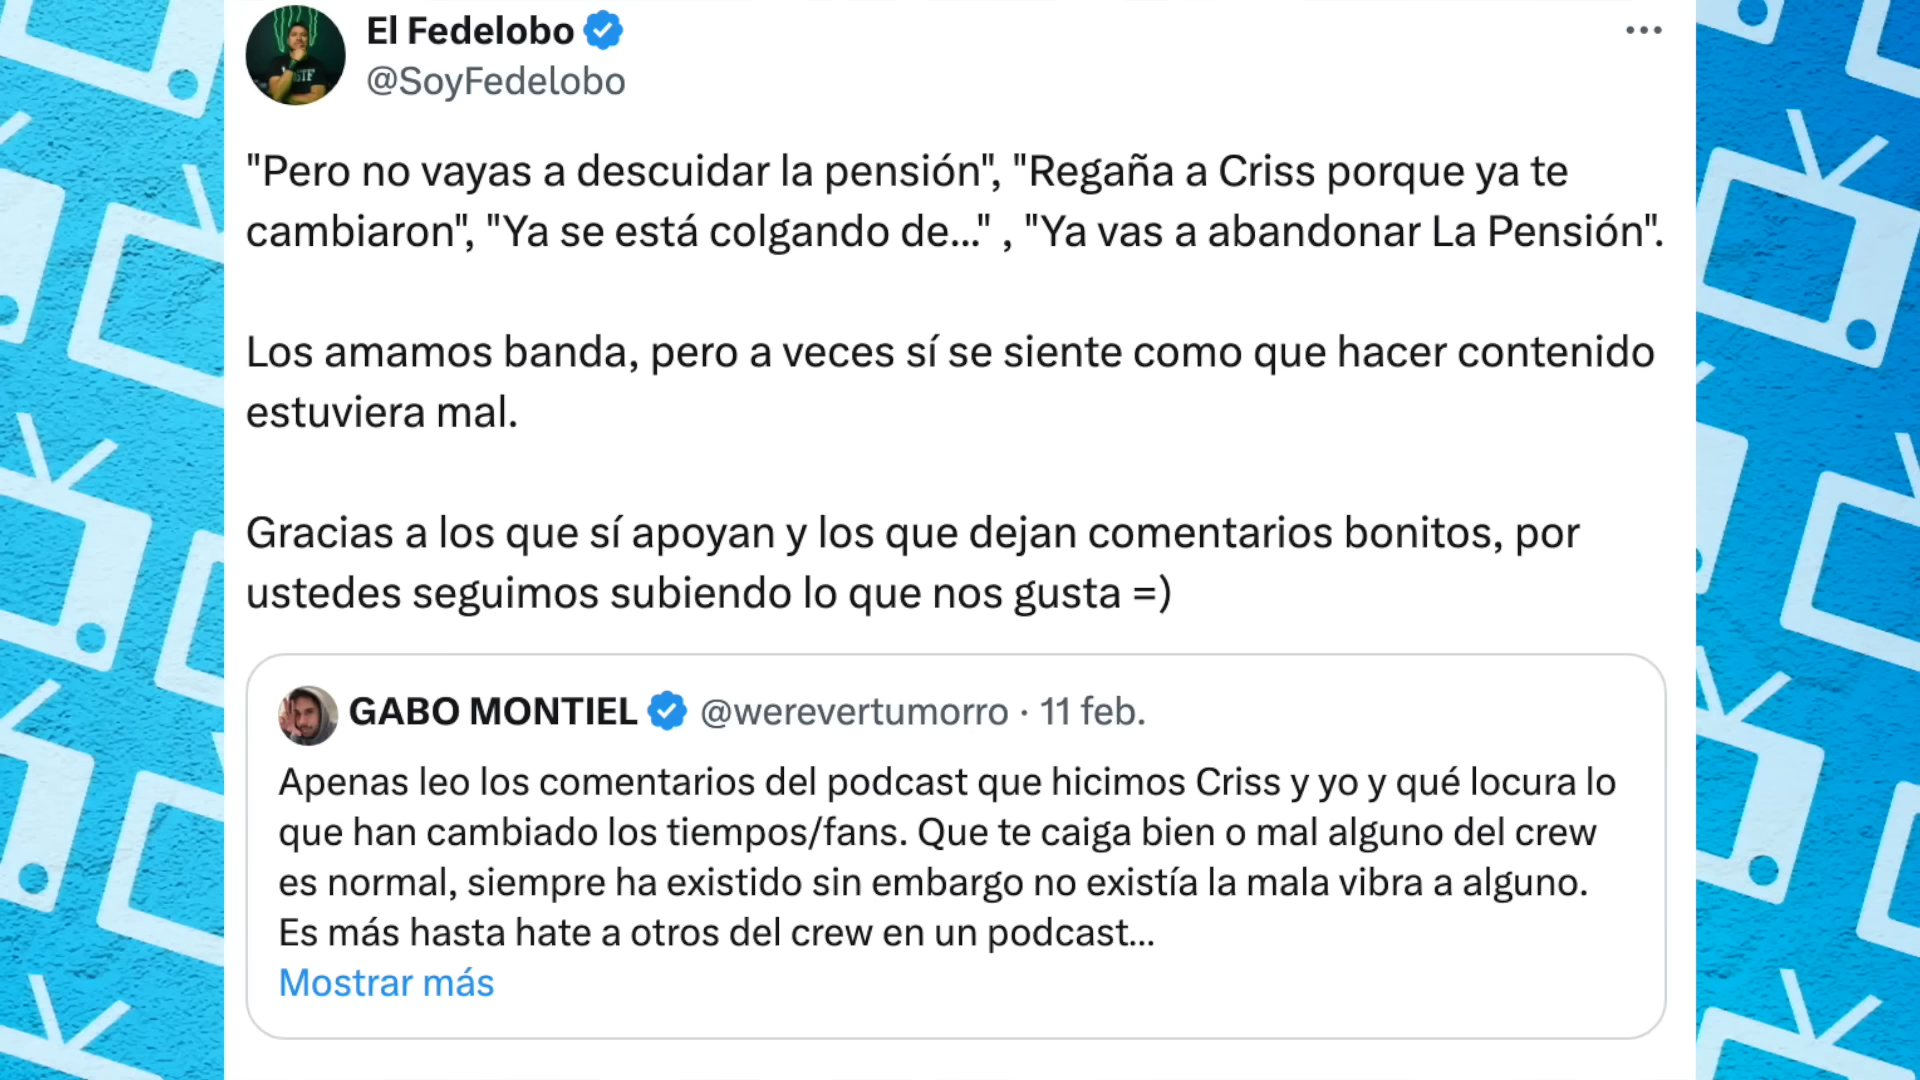 El Fedelobo
@SoyFedelobo
"Pero no vayas a descuidar la pensión", "Regaña a Criss porque ya te
cambiaron", "Ya se está colgando de..." , "Ya vas a abandonar La Pensión".
Los amamos banda, pero a veces sí se siente como que hacer contenido
estuviera mal.
Gracias a los que sí apoyan y los que dejan comentarios bonitos, por
ustedes seguimos subiendo lo que nos gusta =)
GABO MONTIEL @werevertumorro · 11 feb.
Apenas leo los comentarios del podcast que hicimos Criss y yo y qué locura lo
que han cambiado los tiempos/fans. Que te caiga bien o mal alguno del crew
es normal, siempre ha existido sin embargo no existía la mala vibra a alguno.
Es más hasta hate a otros del crew en un podcast...
Mostrar más